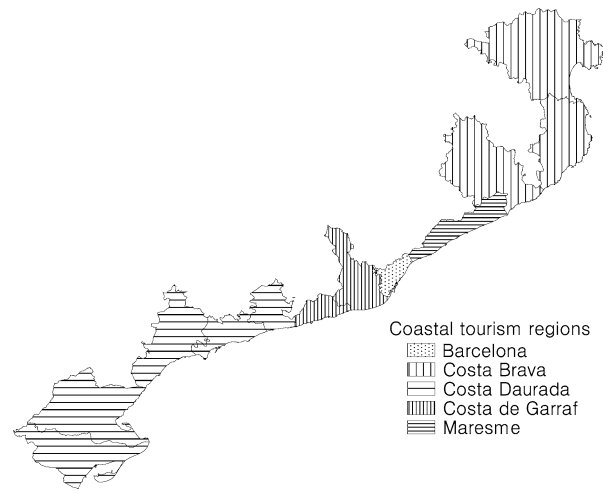 Coastal tourism regions
Barcelona
Costa Brava
Costa Daurada
Costa de Garraf
Maresme